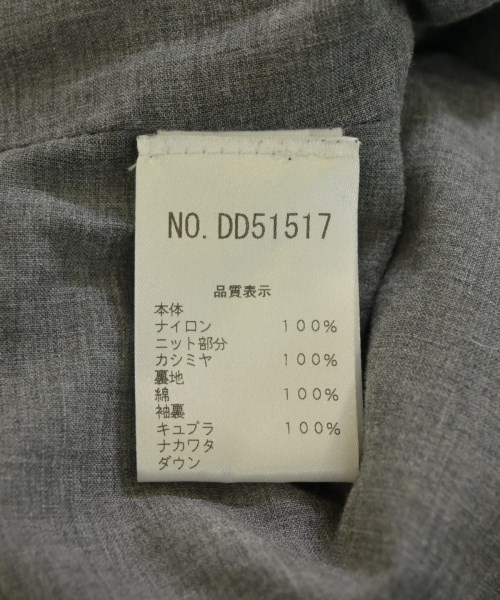 NO. DD51517
品質表示
本体
ナイロン 100%
ニット部分
カシミヤ 100%
裏地
綿 100%
袖裏
キュプラ 100%
ナカワタ
ダウン